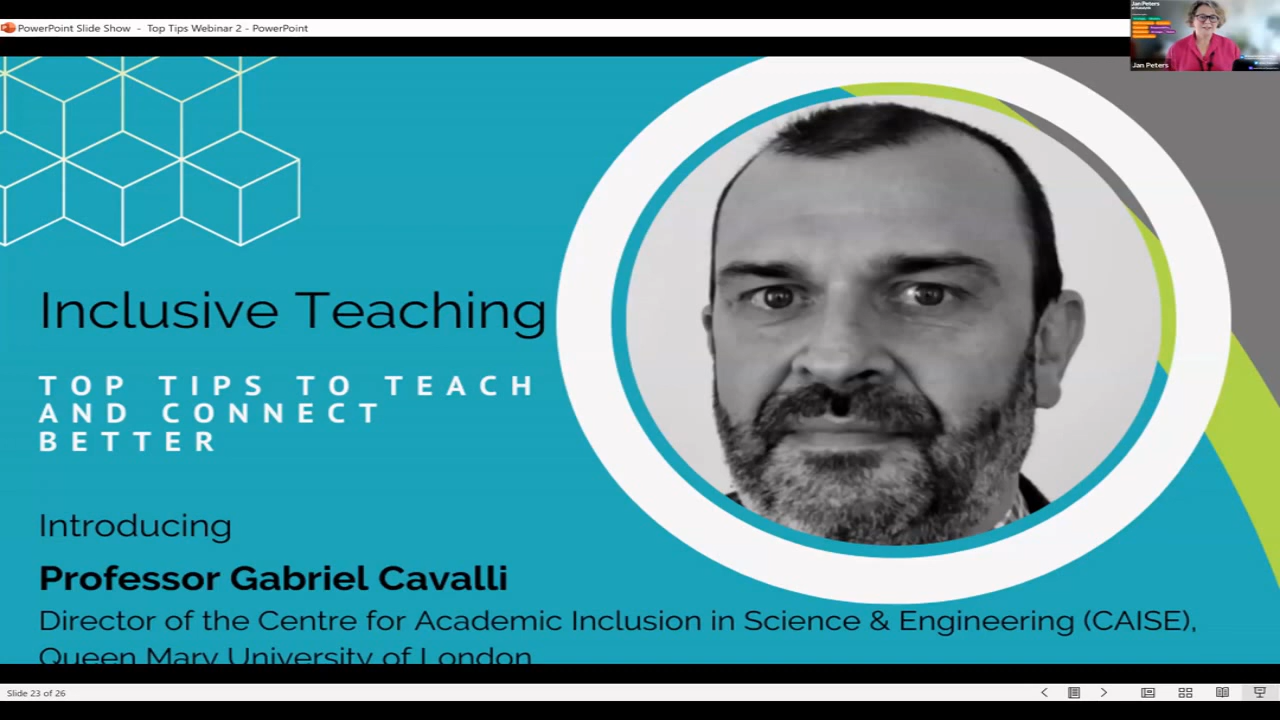 PowerPoint Slide Show - Top Tips Webinar 2 - PowerPoint
Jan Peters
Jan Peters
Inclusive Teaching
TOP TIPS TO TEACH
AND CONNECT
BETTER
Introducing
Professor Gabriel Cavalli
Director of the Centre for Academic Inclusion in Science & Engineering (CAISE),
Queen Mary University of London
Slide 23 of 26